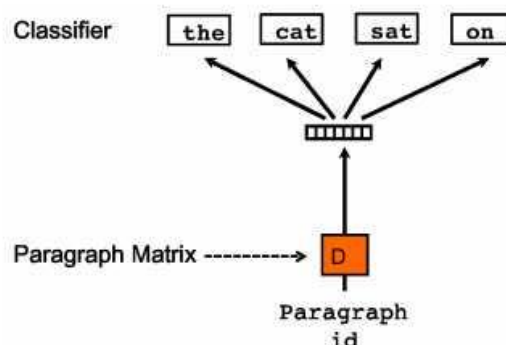 Classifier the cat sat on
Paragraph Matrix D
Paragraph
id